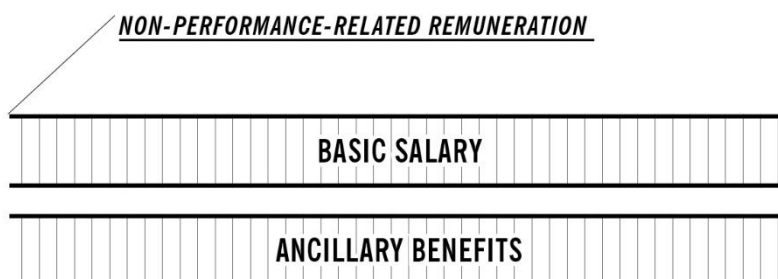 NON-PERFORMANCE-RELATED REMUNERATION
BASIC SALARY
ANCILLARY BENEFITS